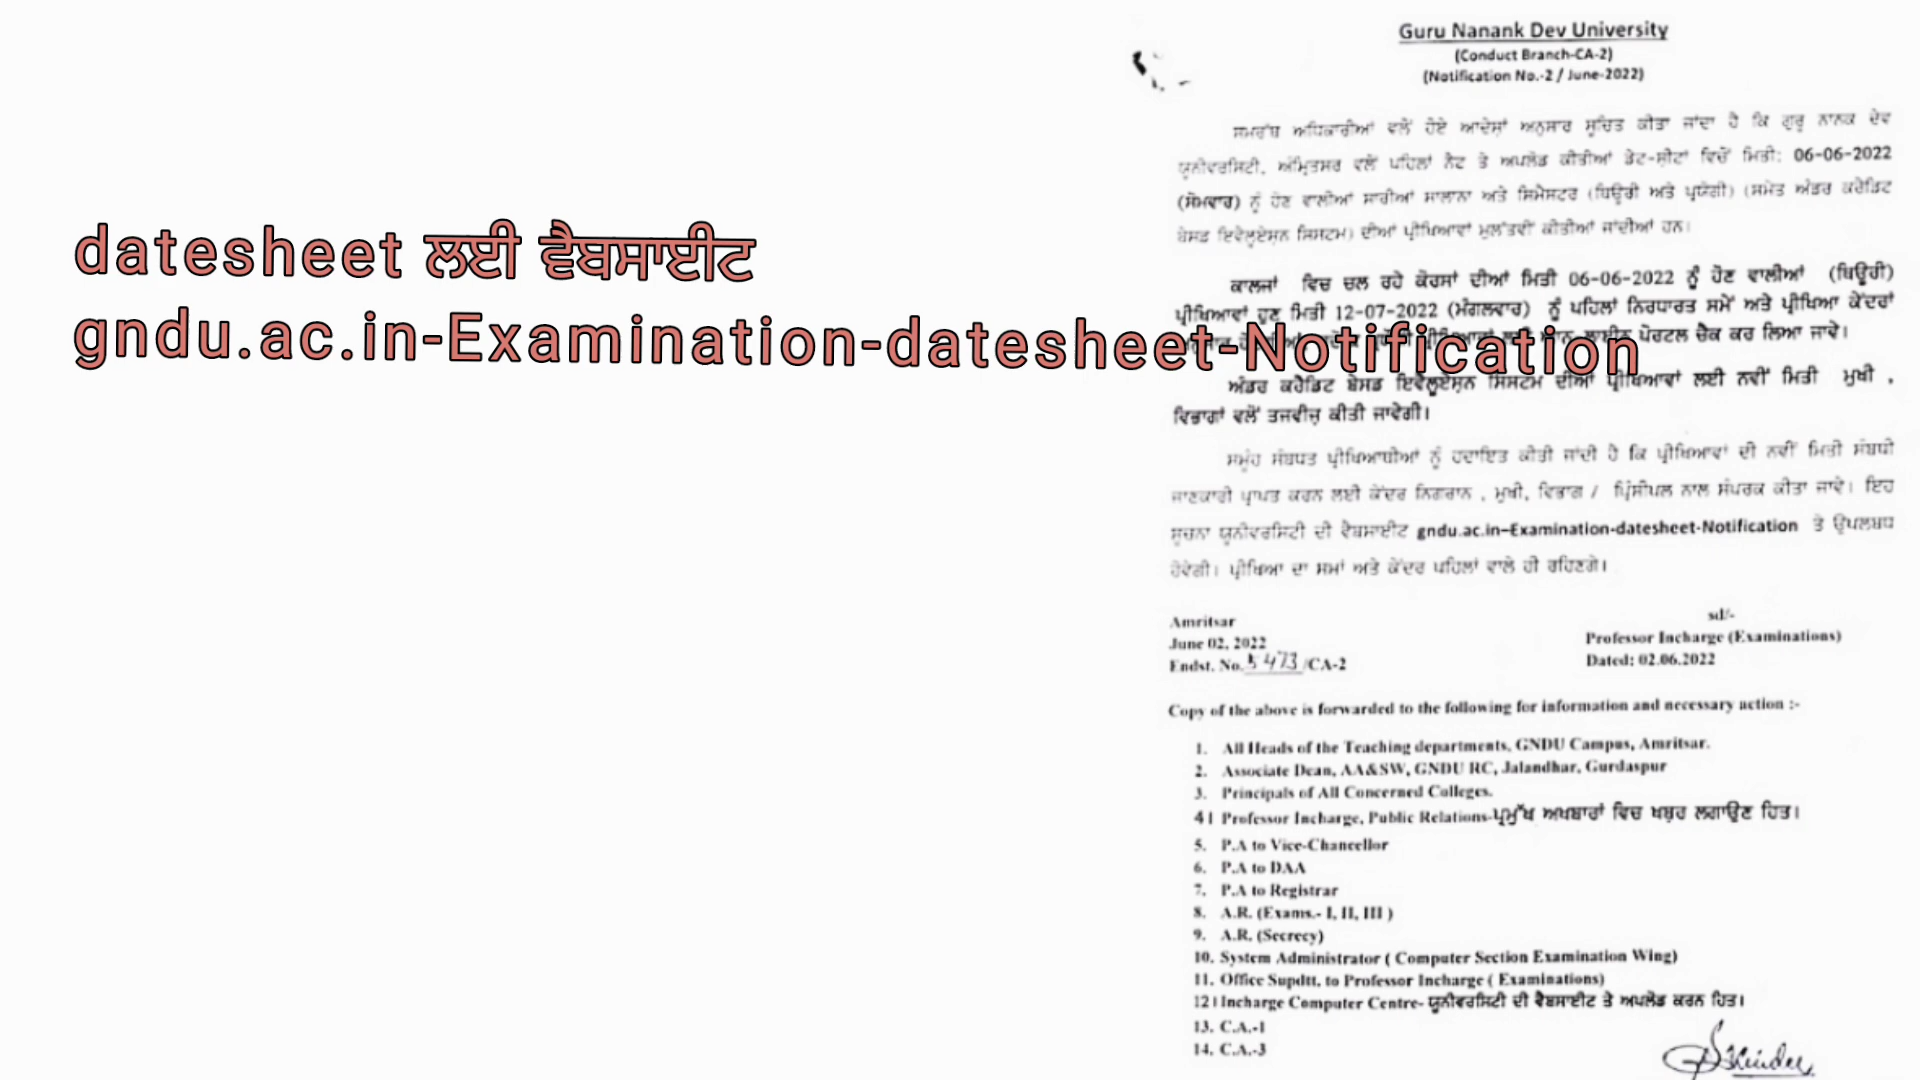 datesheet ਲਈ ਵੈਬਸਾਈਟ
gndu.ac.in-Examination-datesheet-Notification
Guru Nanank Dev University
(Conduct Branch-CA-2)
(Notification No.-2 / June-2022)
ਸਮਰੱਥ ਅਧਿਕਾਰੀਆਂ ਵਲੋਂ ਹੋਏ ਆਦੇਸ਼ਾਂ ਅਨੁਸਾਰ ਸੂਚਿਤ ਕੀਤਾ ਜਾਂਦਾ ਹੈ ਕਿ ਗੁਰੂ ਨਾਨਕ ਦੇਵ
ਯੂਨੀਵਰਸਿਟੀ, ਅੰਮ੍ਰਿਤਸਰ ਵਲੋਂ ਪਹਿਲਾਂ ਨੈਟ ਤੇ ਅਪਲੋਡ ਕੀਤੀਆਂ ਡੇਟ-ਸ਼ੀਟਾਂ ਵਿਚੋਂ ਮਿਤੀ: 06-06-2022
(ਸੋਮਵਾਰ) ਨੂੰ ਹੋਣ ਵਾਲੀਆਂ ਸਾਰੀਆਂ ਸਾਲਾਨਾ ਅਤੇ ਸਿਮੈਸਟਰ (ਥਿਊਰੀ ਅਤੇ ਪ੍ਰਯੋਗੀ) (ਸਮੇਤ ਅੰਡਰ ਕਰੈਡਿਟ
ਬੇਸਡ ਇਵੈਲੂਏਸ਼ਨ ਸਿਸਟਮ) ਦੀਆਂ ਪ੍ਰੀਖਿਆਵਾਂ ਮੁਲੱਤਵੀ ਕੀਤੀਆਂ ਜਾਂਦੀਆਂ ਹਨ।
ਕਾਲਜਾਂ ਵਿਚ ਚਲ ਰਹੇ ਕੋਰਸਾਂ ਦੀਆਂ ਮਿਤੀ 06-06-2022 ਨੂੰ ਹੋਣ ਵਾਲੀਆਂ (ਥਿਊਰੀ)
ਪ੍ਰੀਖਿਆਵਾਂ ਹੁਣ ਮਿਤੀ 12-07-2022 (ਮੰਗਲਵਾਰ) ਨੂੰ ਪਹਿਲਾਂ ਨਿਰਧਾਰਤ ਸਮੇਂ ਅਤੇ ਪ੍ਰੀਖਿਆ ਕੇਂਦਰਾਂ
ਪੋਰਟਲ ਚੈਕ ਕਰ ਲਿਆ ਜਾਵੇ।
ਅੰਡਰ ਕਰੈਡਿਟ ਬੇਸਡ ਇਵੈਲੂਏਸ਼ਨ ਸਿਸਟਮ ਦੀਆਂ ਪ੍ਰੀਖਿਆਵਾਂ ਲਈ ਨਵੀਂ ਮਿਤੀ ਮੁਖੀ ,
ਵਿਭਾਗਾਂ ਵਲੋਂ ਤਜਵੀਜ਼ ਕੀਤੀ ਜਾਵੇਗੀ।
ਸਮੂੰਹ ਸੰਬਧਤ ਪ੍ਰੀਖਿਆਥੀਆਂ ਨੂੰ ਹਦਾਇਤ ਕੀਤੀ ਜਾਂਦੀ ਹੈ ਕਿ ਪ੍ਰੀਖਿਆਵਾਂ ਦੀ ਨਵੀਂ ਮਿਤੀ ਸੰਬਧੀ
ਜਾਣਕਾਰੀ ਪ੍ਰਾਪਤ ਕਰਨ ਲਈ ਕੇਂਦਰ ਨਿਗਰਾਨ , ਮੁਖੀ, ਵਿਭਾਗ / ਪ੍ਰਿੰਸੀਪਲ ਨਾਲ ਸੰਪਰਕ ਕੀਤਾ ਜਾਵੇ। ਇਹ
ਸੂਚਨਾ ਯੂਨੀਵਰਸਿਟੀ ਦੀ ਵੈਬਸਾਈਟ gndu.ac.in–Examination-datesheet-Notification ਤੇ ਉਪਲਬਧ
ਹੋਵੇਗੀ। ਪ੍ਰੀਖਿਆ ਦਾ ਸਮਾਂ ਅਤੇ ਕੇਂਦਰ ਪਹਿਲਾਂ ਵਾਲੇ ਹੀ ਰਹਿਣਗੇ।
Amritsar
June 02, 2022
Endst. No. 5473/CA-2
sd/-
Professor Incharge (Examinations)
Dated: 02.06.2022
Copy of the above is forwarded to the following for information and necessary action :-
1. All Heads of the Teaching departments, GNDU Campus, Amritsar.
2. Associate Dean, AA&SW, GNDU RC, Jalandhar, Gurdaspur
3. Principals of All Concerned Colleges.
4। Professor Incharge, Public Relations-ਪ੍ਰਮੁੱਖ ਅਖਬਾਰਾਂ ਵਿਚ ਖਬ਼ਰ ਲਗਾਉਣ ਹਿਤ।
5. P.A to Vice-Chancellor
6. P.A to DAA
7. P.A to Registrar
8. A.R. (Exams.- I, II, III )
9. A.R. (Secrecy)
10. System Administrator ( Computer Section Examination Wing)
11. Office Supdtt, to Professor Incharge ( Examinations)
12। Incharge Computer Centre- ਯੂਨੀਵਰਸਿਟੀ ਦੀ ਵੈਬਸਾਈਟ ਤੇ ਅਪਲੋਡ ਕਰਨ ਹਿਤ।
13. C.A.-1
14. C.A.-3